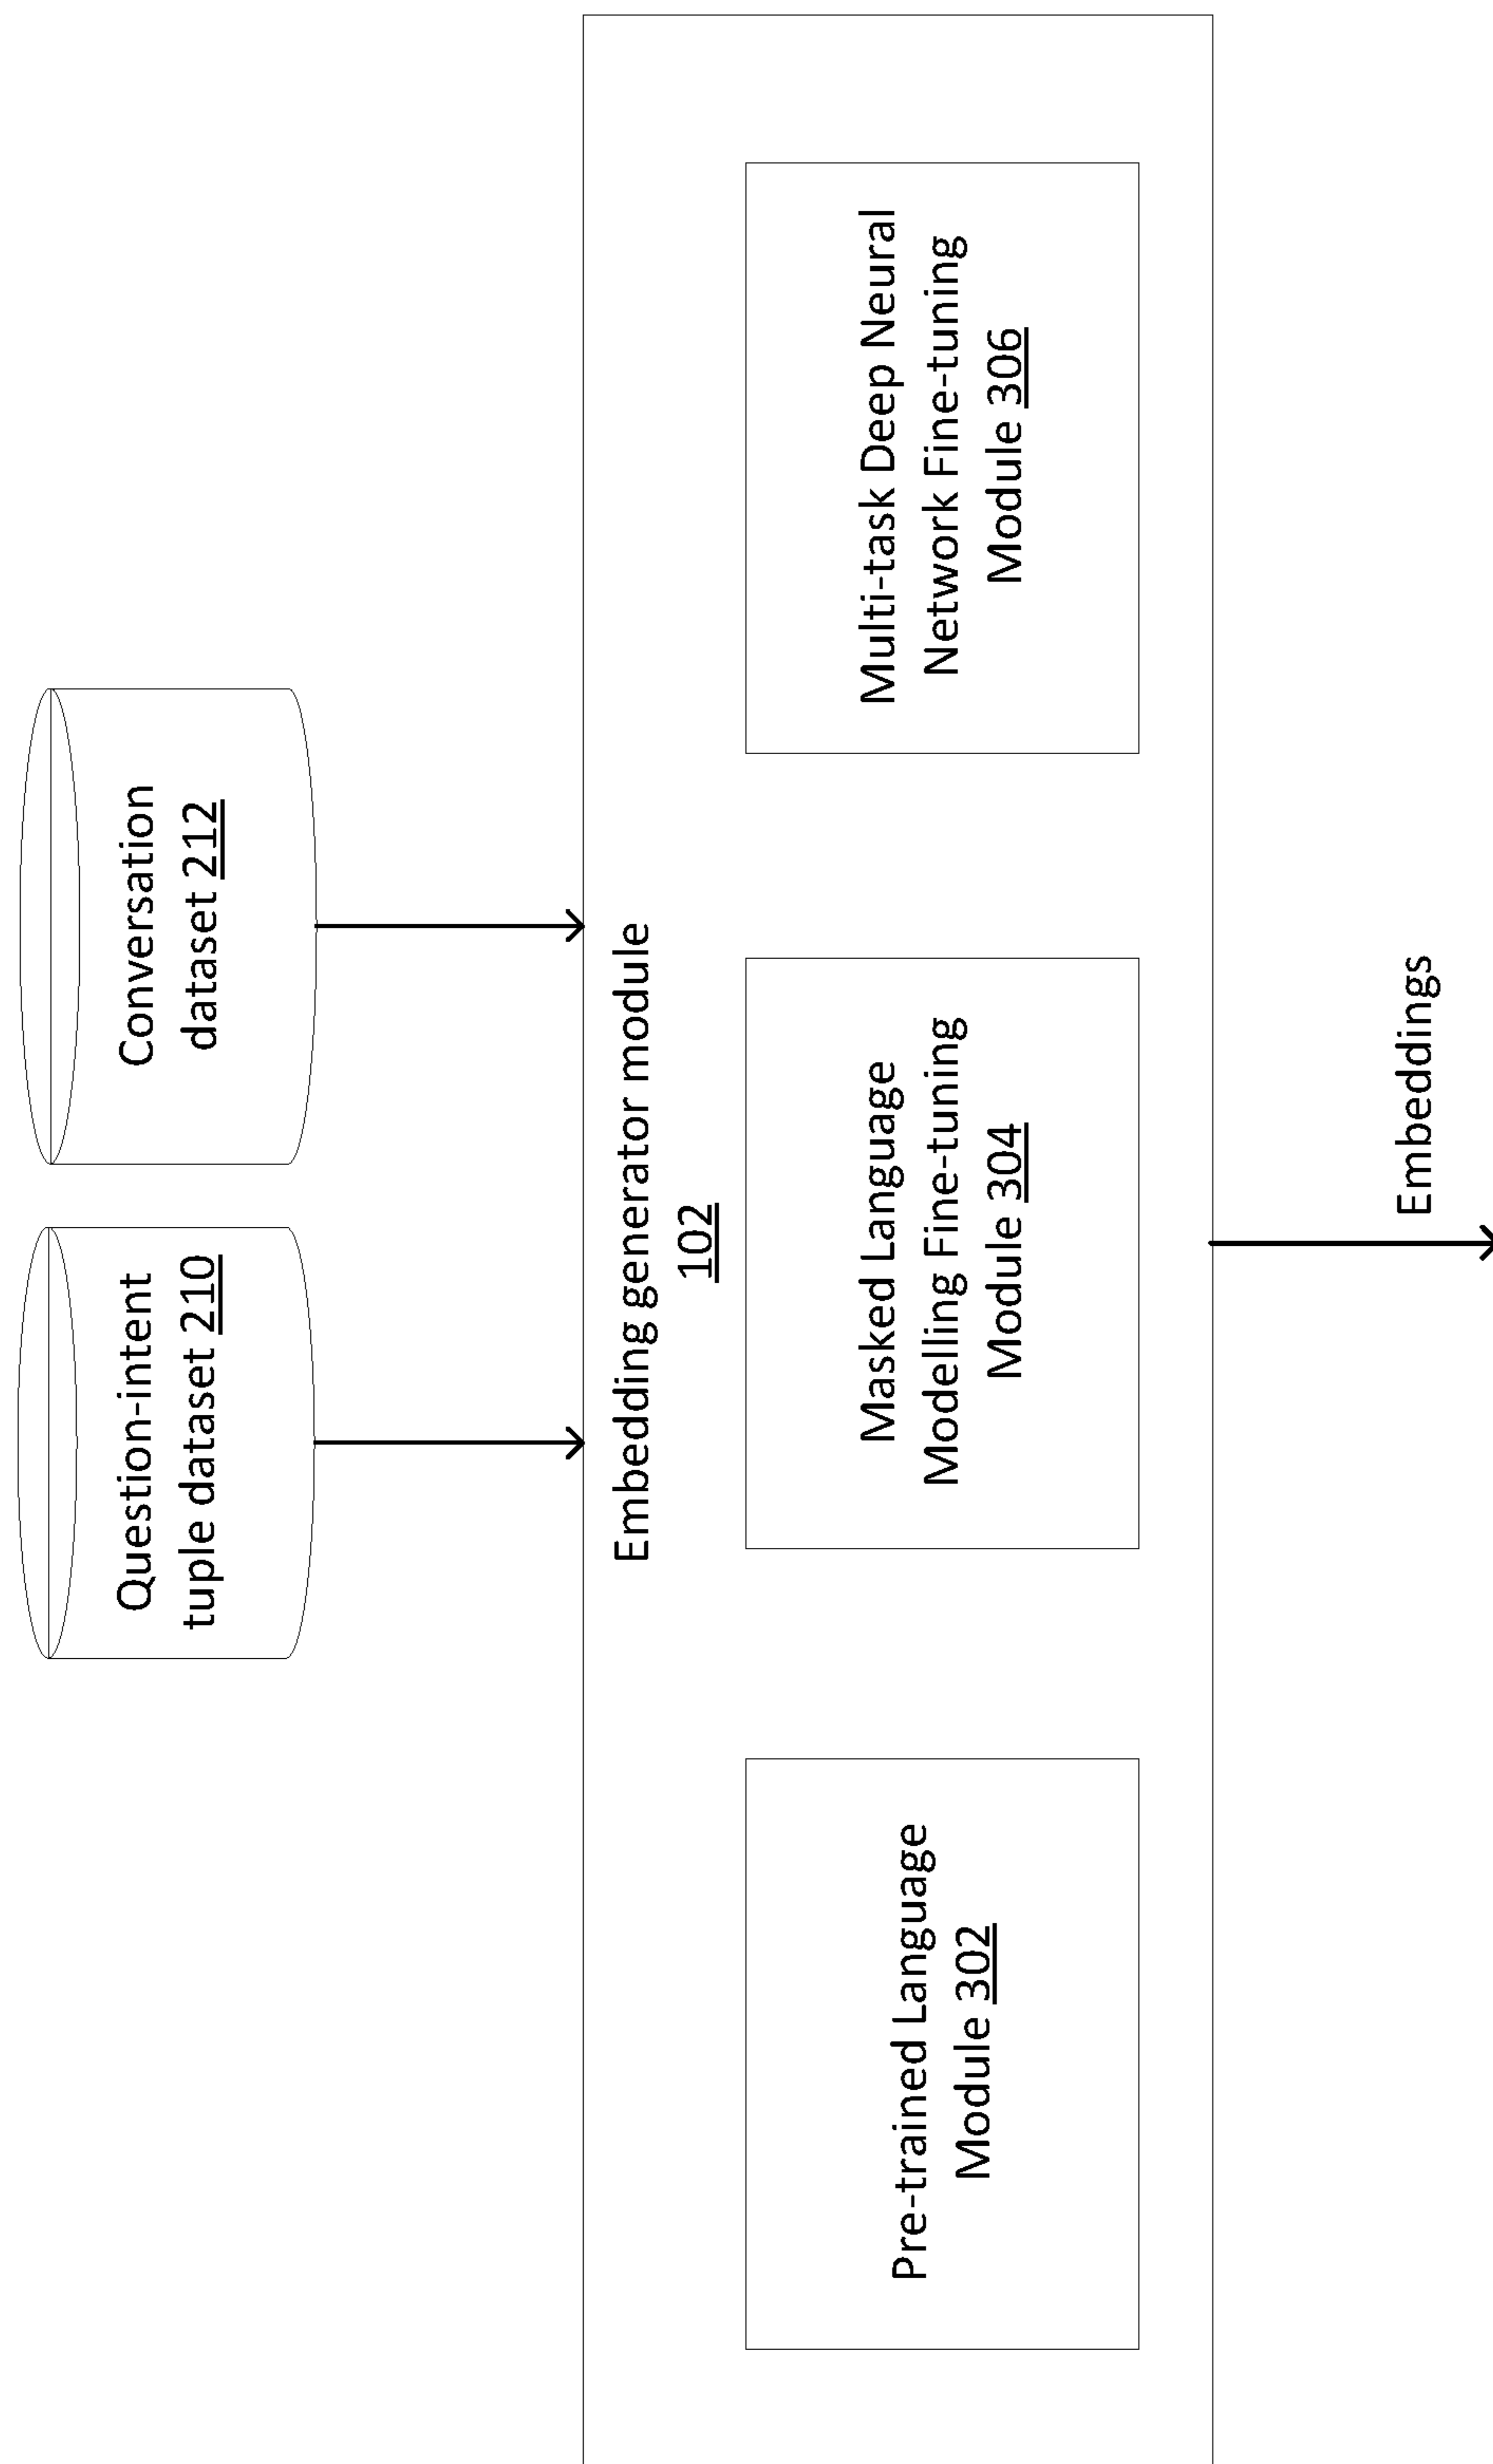 Question-intent
tuple dataset 210
Conversation
dataset 212
Embedding generator module
102
Pre-trained Language
Module 302
Masked Language
Modelling Fine-tuning
Module 304
Multi-task Deep Neural
Network Fine-tuning
Module 306
Embeddings